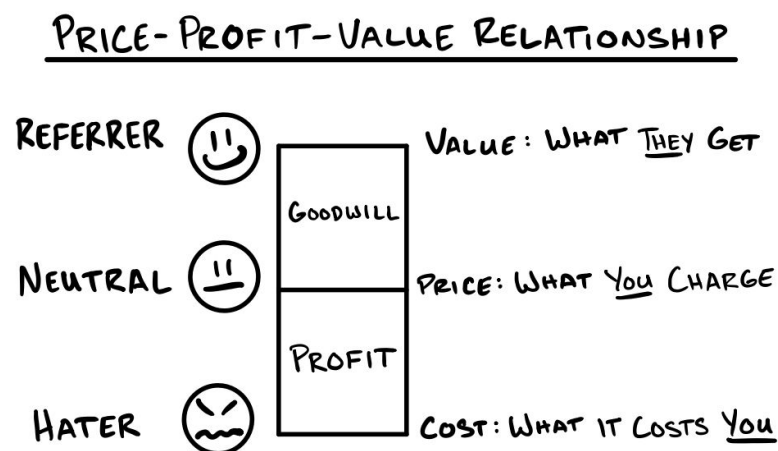 PRICE-PROFIT-VALUE RELATIONSHIP
REFERRER
VALUE: WHAT THEY GET
GOODWILL
NEUTRAL
PRICE: WHAT YOU CHARGE
PROFIT
HATER
COST: WHAT IT COSTS YOU